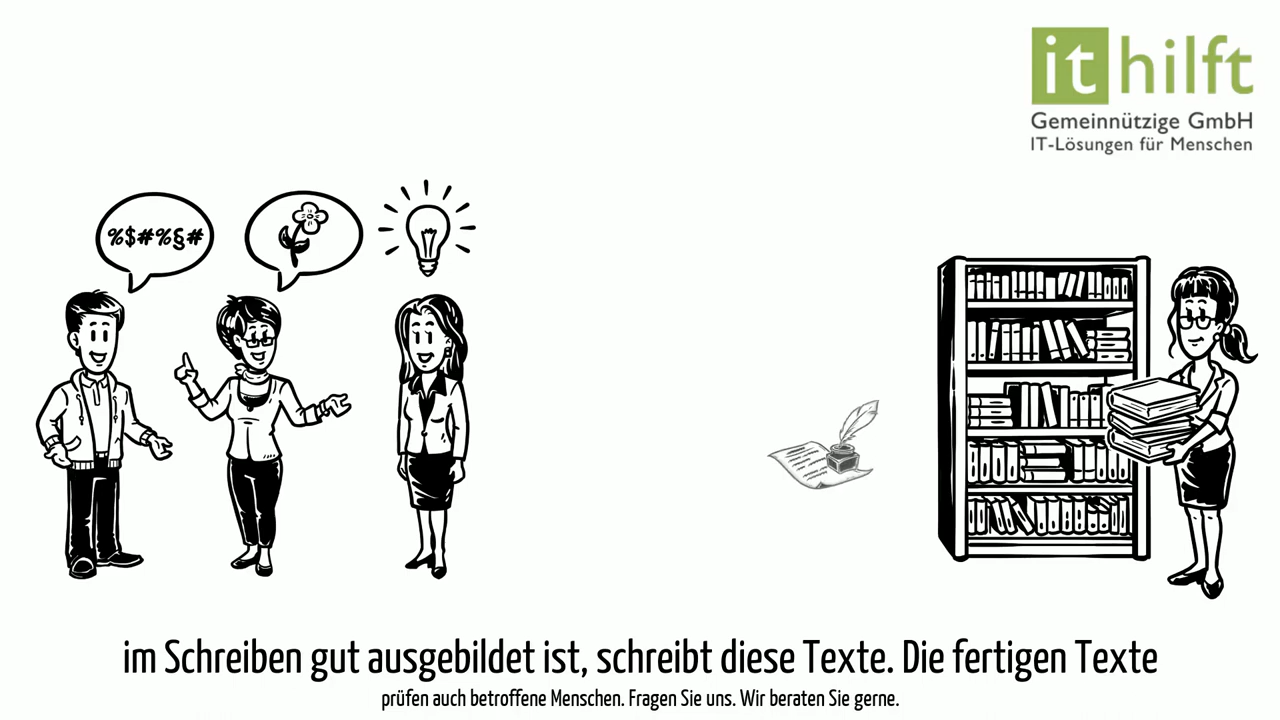 it hilft
Gemeinnützige GmbH
IT-Lösungen für Menschen
%$#%§#
im Schreiben gut ausgebildet ist, schreibt diese Texte. Die fertigen Texte
prüfen auch betroffene Menschen. Fragen Sie uns. Wir beraten Sie gerne.